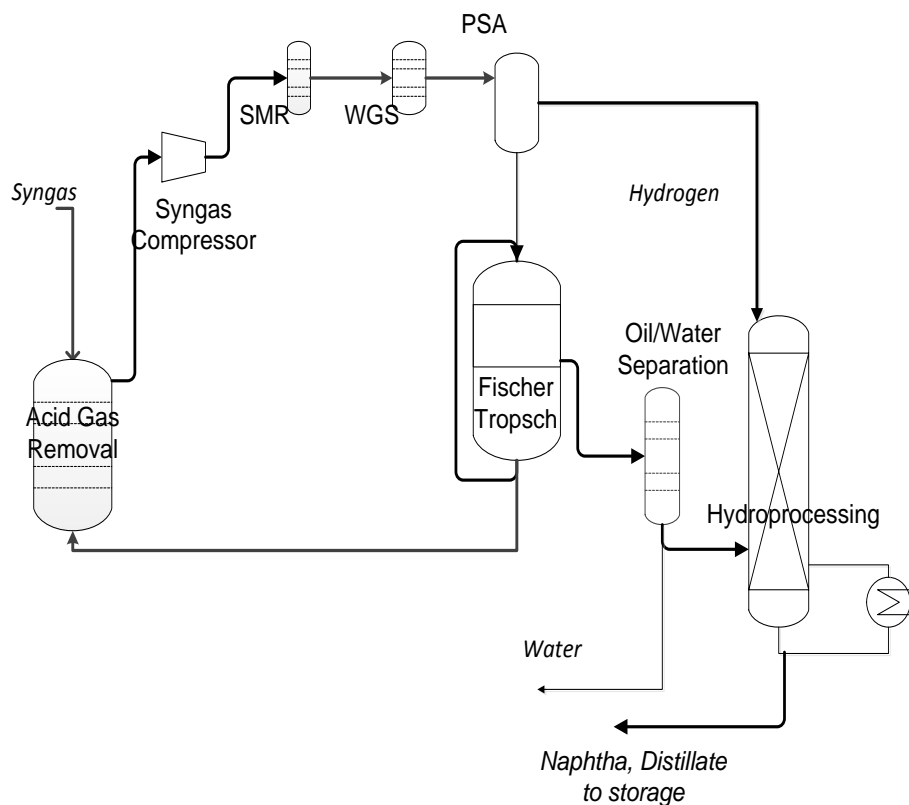 PSA
SMR
WGS
Syngas
Syngas
Compressor
Hydrogen
Oil/Water
Separation
Acid Gas
Removal
Fischer
Tropsch
Hydroprocessing
Water
Naphtha, Distillate
to storage